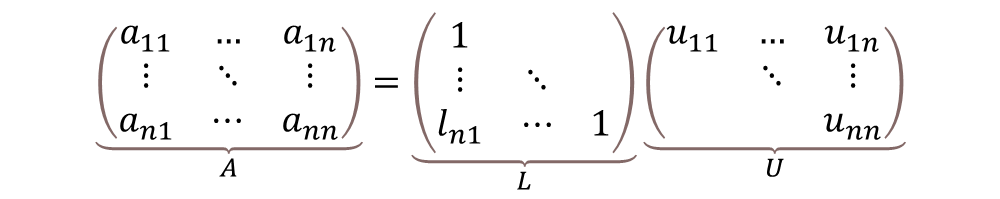 a₁₁ … a₁ₙ 1 u₁₁ … u₁ₙ
⋮ ⋱ ⋮ = ⋮ ⋱ ⋱ ⋮
aₙ₁ ⋯ aₙₙ lₙ₁ ⋯ 1 uₙₙ
A L U